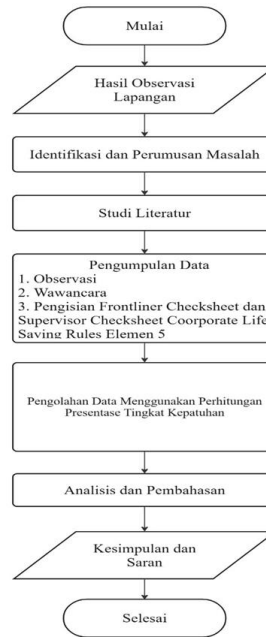 Mulai
Hasil Observasi
Lapangan
Identifikasi dan Perumusan Masalah
Studi Literatur
Pengumpulan Data
1. Observasi
2. Wawancara
3. Pengisian Frontliner Checksheet dan
Supervisor Checksheet Coorporate Life
Saving Rules Elemen 5
Pengolahan Data Menggunakan Perhitungan
Presentase Tingkat Kepatuhan
Analisis dan Pembahasan
Kesimpulan dan
Saran
Selesai